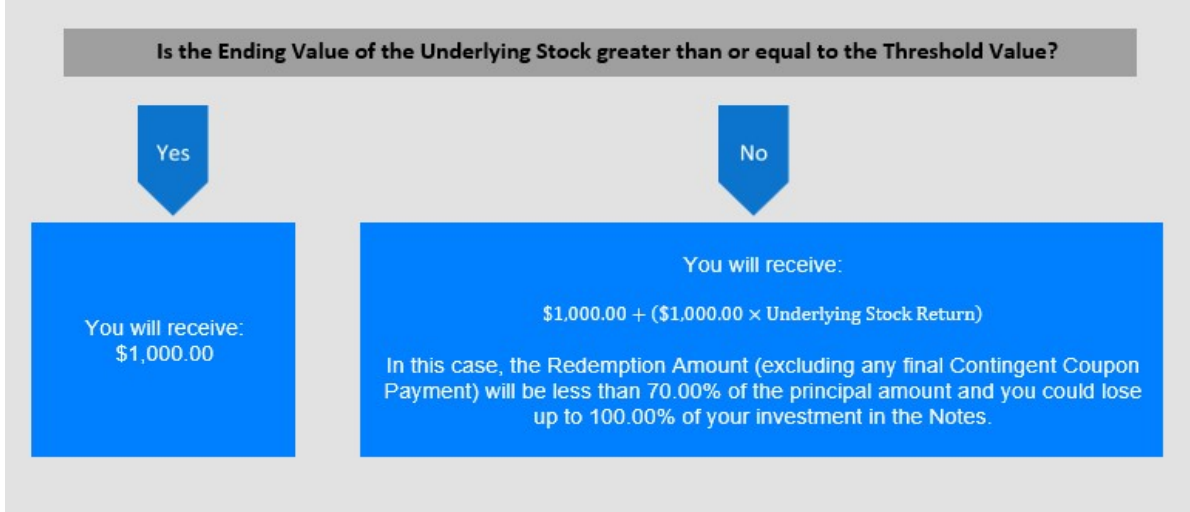 Is the Ending Value of the Underlying Stock greater than or equal to the Threshold Value?
Yes
No
You will receive:
$1,000.00
You will receive:
$1,000.00 + ($1,000.00 × Underlying Stock Return)
In this case, the Redemption Amount (excluding any final Contingent Coupon
Payment) will be less than 70.00% of the principal amount and you could lose
up to 100.00% of your investment in the Notes.